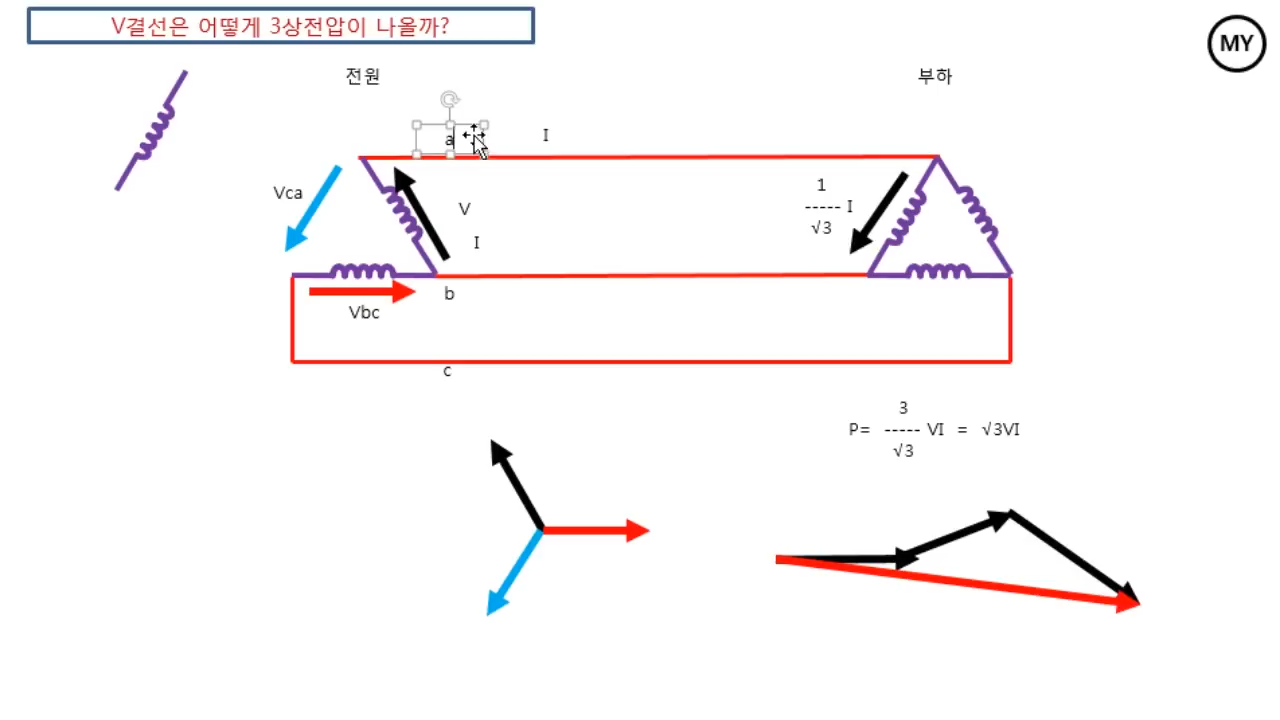 V결선은 어떻게 3상전압이 나올까?
MY
전원
부하
a
I
Vca
V
I
1
----- I
√3
Vbc
b
c
3
P= ----- VI = √3VI
√3